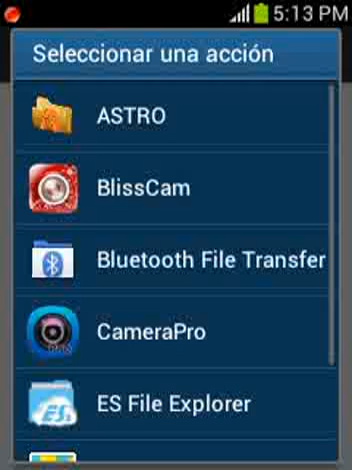 5:13 PM
Seleccionar una acción
ASTRO
BlissCam
Bluetooth File Transfer
CameraPro
ES File Explorer